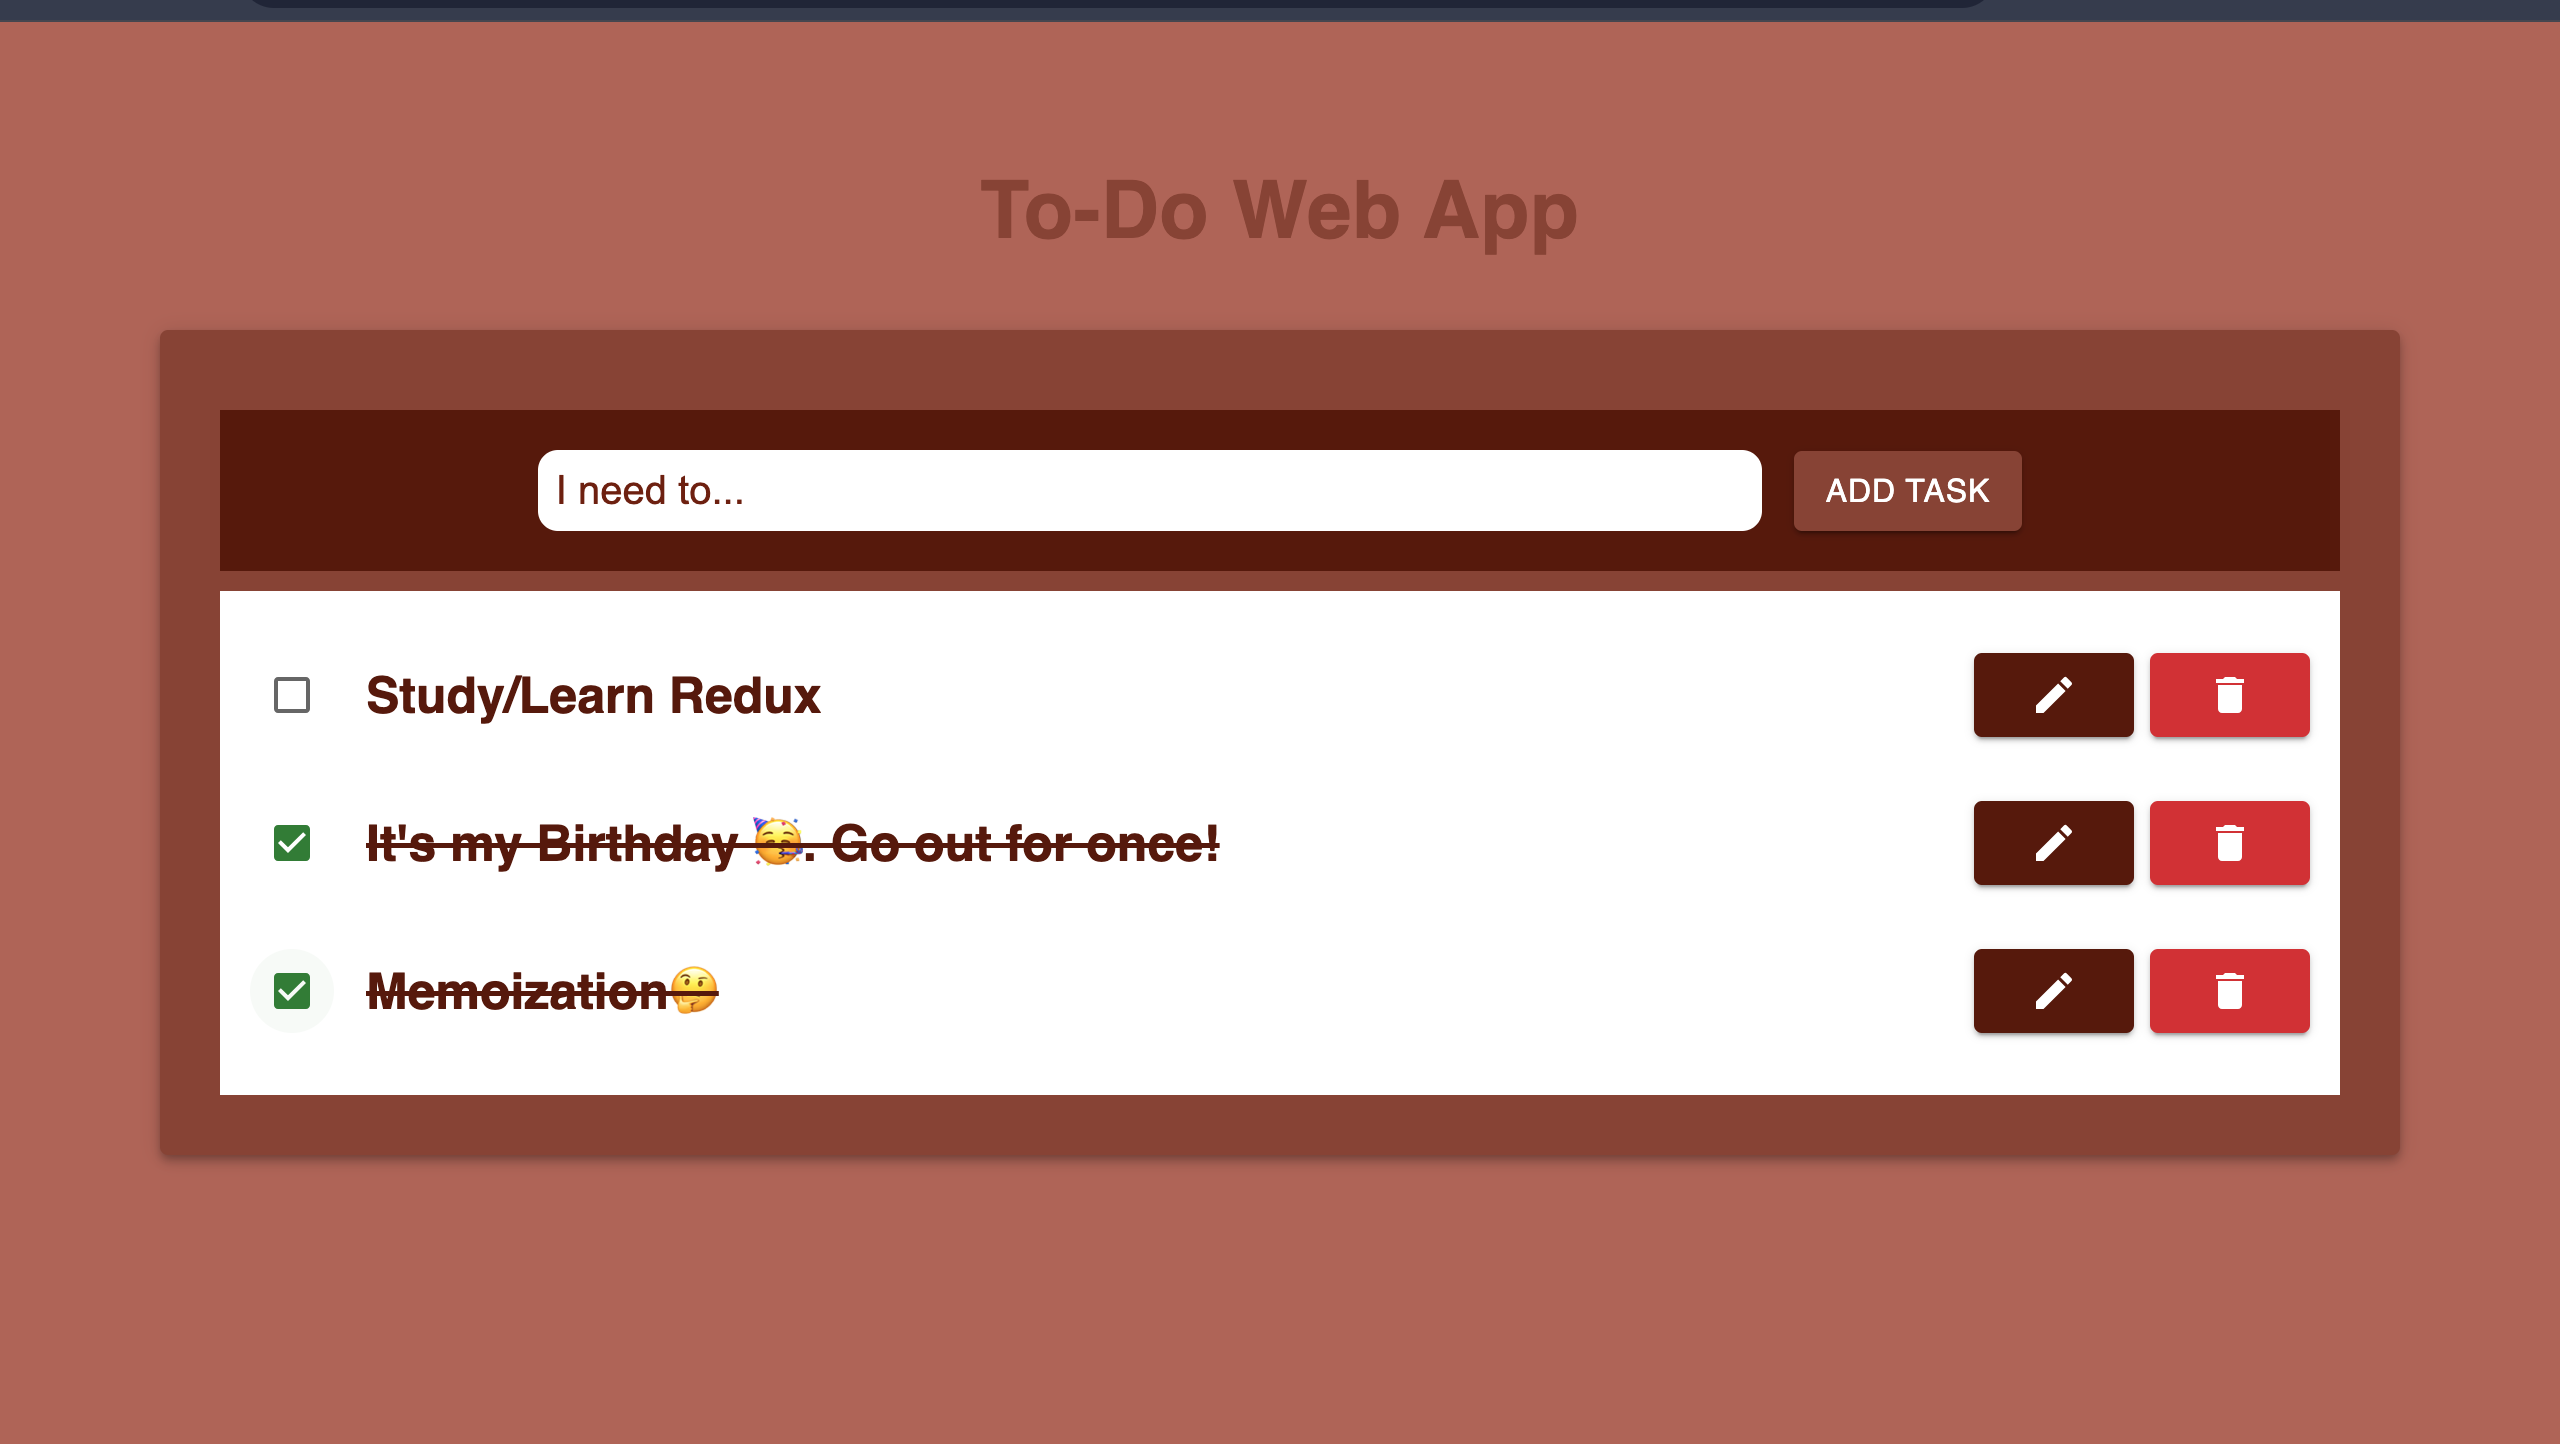 To-Do Web App
I need to...
ADD TASK
Study/Learn Redux
It's my Birthday 🥳. Go out for once!
Memoization🤔